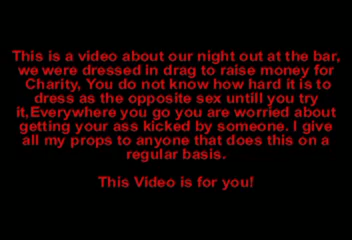 This is a video about our night out at the bar,
we were dressed in drag to raise money for
Charity, You do not know how hard it is to
dress as the opposite sex untill you try
it,Everywhere you go you are worried about
getting your ass kicked by someone. I give
all my props to anyone that does this on a
regular basis.
This Video is for you!